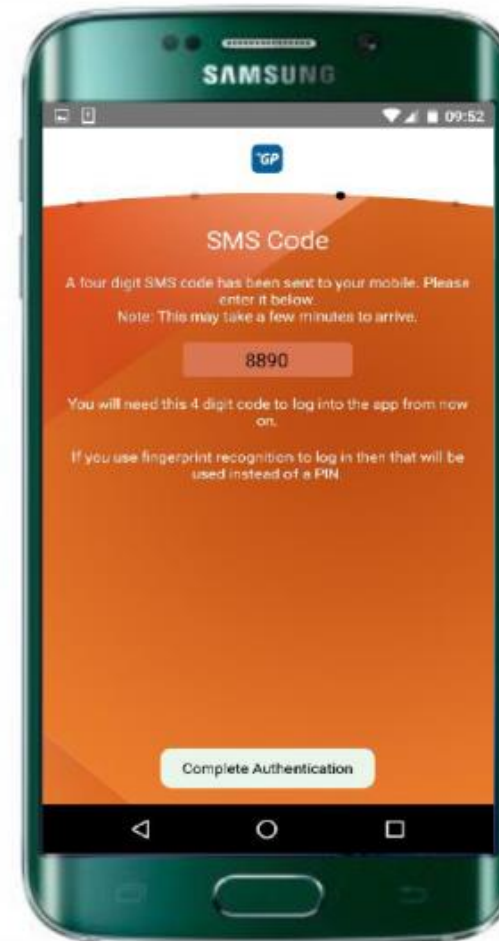 SAMSUNG
09:52
GP
SMS Code
A four digit SMS code has been sent to your mobile. Please
enter it below.
Note: This may take a few minutes to arrive.
8890
You will need this 4 digit code to log into the app from now
on.
If you use fingerprint recognition to log in then that will be
used instead of a PIN
Complete Authentication